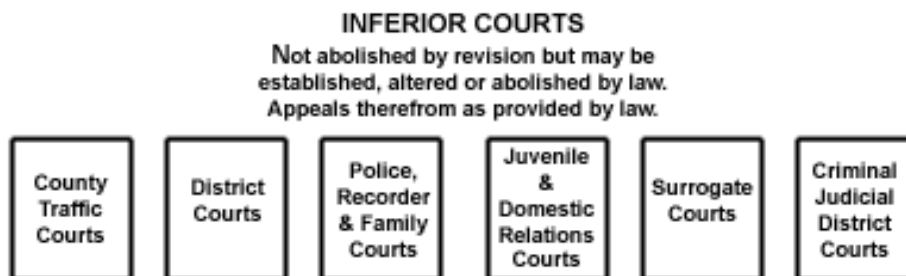 INFERIOR COURTS
Not abolished by revision but may be
established, altered or abolished by law.
Appeals therefrom as provided by law.
County
Traffic
Courts
District
Courts
Police,
Recorder
& Family
Courts
Juvenile
&
Domestic
Relations
Courts
Surrogate
Courts
Criminal
Judicial
District
Courts